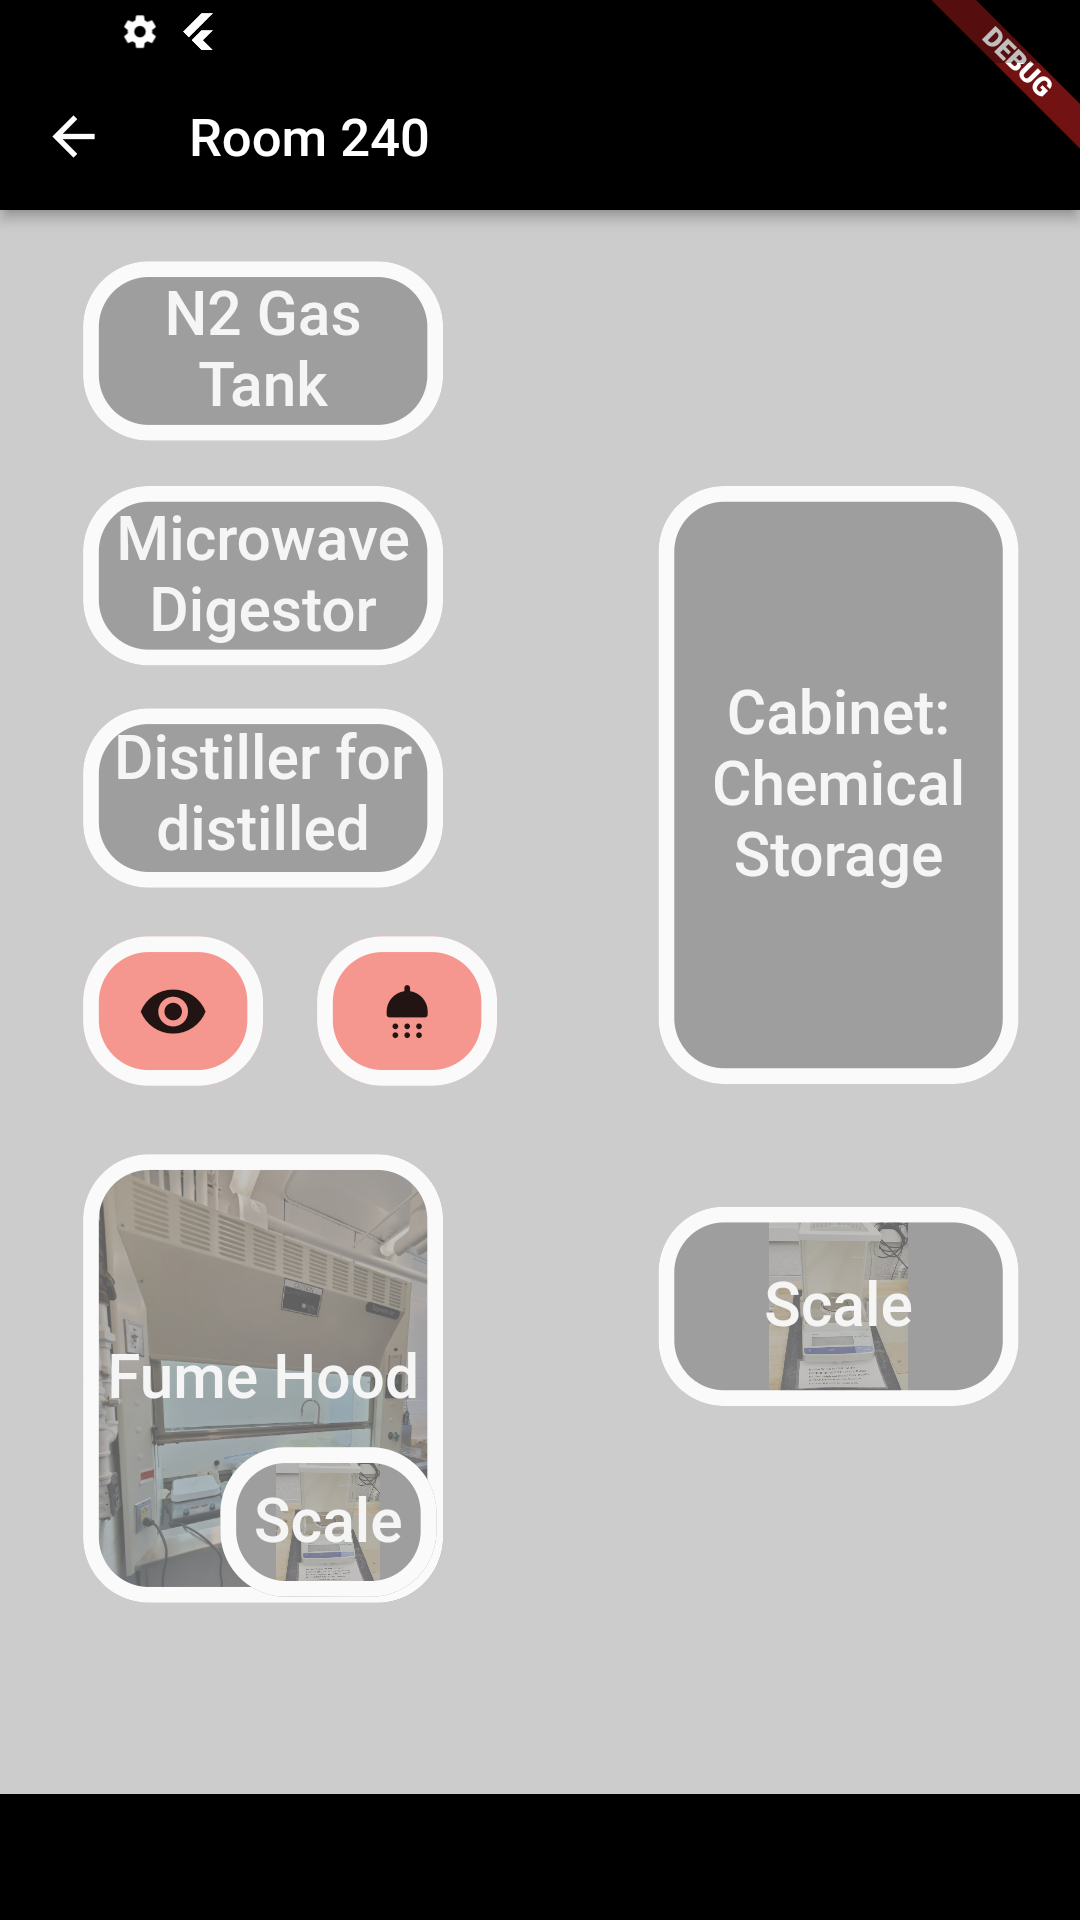 DEBUG
Room 240
N2 Gas
Tank
Microwave
Digestor
Distiller for
distilled
Cabinet:
Chemical
Storage
Fume Hood
Scale
Scale